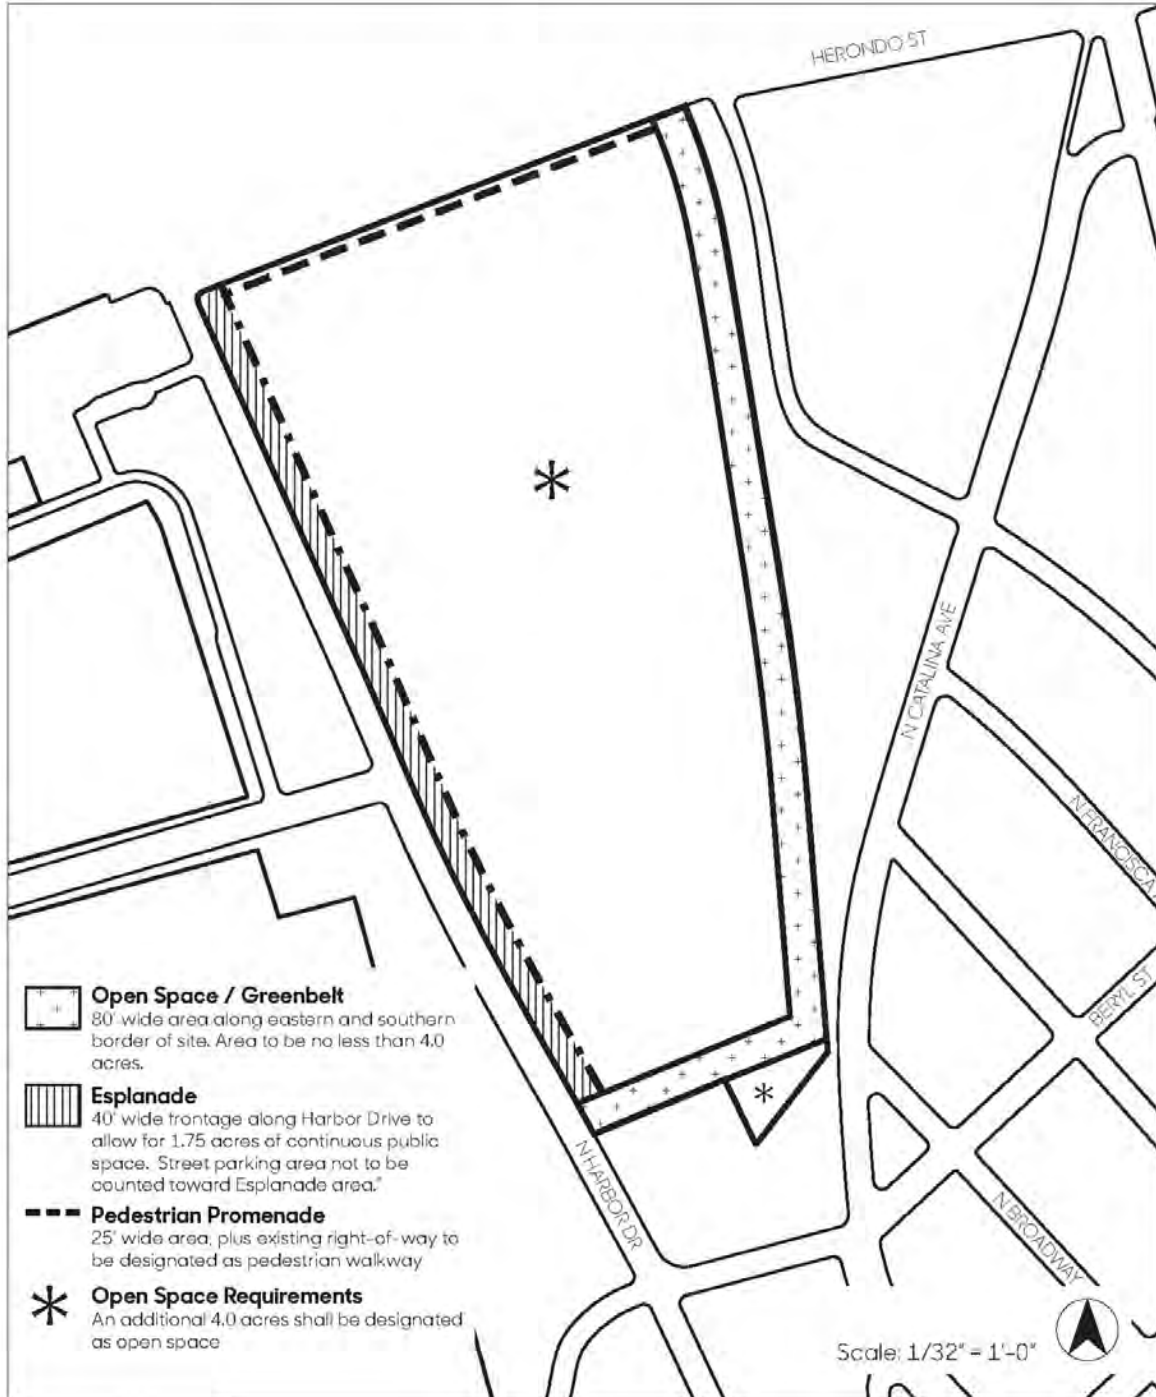 HERONDO ST
N CATALINA AVE
N FRANCISCA
BERYL ST
N HARBOR DR
N BROADWAY
Open Space / Greenbelt
80' wide area along eastern and southern
border of site. Area to be no less than 4.0
acres.
Esplanade
40' wide frontage along Harbor Drive to
allow for 1.75 acres of continuous public
space. Street parking area not to be
counted toward Esplanade area."
Pedestrian Promenade
25' wide area, plus existing right-of-way to
be designated as pedestrian walkway
Open Space Requirements
An additional 4.0 acres shall be designated
as open space
Scale: 1/32" = 1'-0"